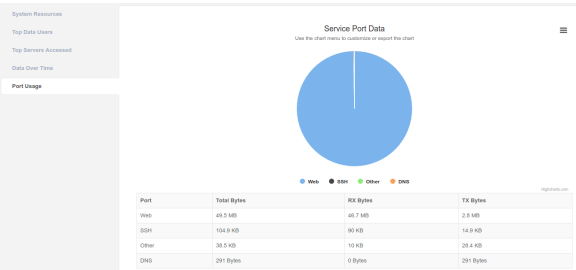 System Resources
Top Data Users
Top Servers Accessed
Data Over Time
Port Usage
Service Port Data
Use the chart menu to customize or export the chart
Web SSH Other DNS
Highcharts.com
Port Total Bytes RX Bytes TX Bytes
Web 49.5 MB 46.7 MB 2.8 MB
SSH 104.9 KB 90 KB 14.9 KB
Other 38.5 KB 10 KB 28.4 KB
DNS 291 Bytes 0 Bytes 291 Bytes